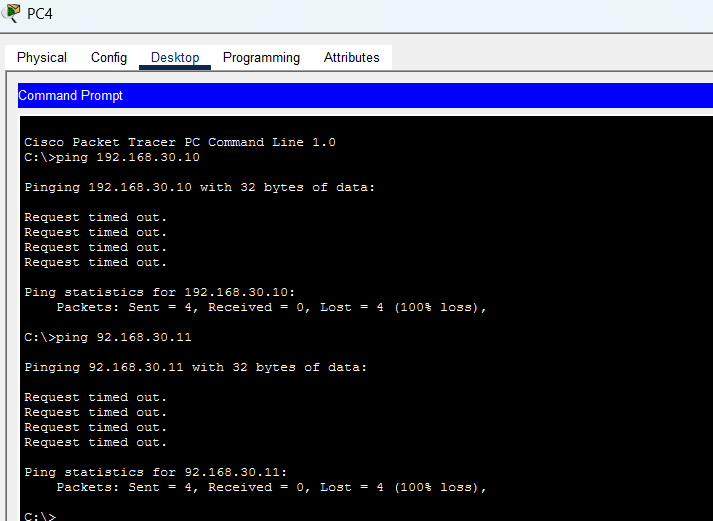 PC4
Physical Config Desktop Programming Attributes
Command Prompt
Cisco Packet Tracer PC Command Line 1.0
C:\>ping 192.168.30.10
Pinging 192.168.30.10 with 32 bytes of data:
Request timed out.
Request timed out.
Request timed out.
Request timed out.
Ping statistics for 192.168.30.10:
Packets: Sent = 4, Received = 0, Lost = 4 (100% loss),
C:\>ping 92.168.30.11
Pinging 92.168.30.11 with 32 bytes of data:
Request timed out.
Request timed out.
Request timed out.
Request timed out.
Ping statistics for 92.168.30.11:
Packets: Sent = 4, Received = 0, Lost = 4 (100% loss),
C:\>